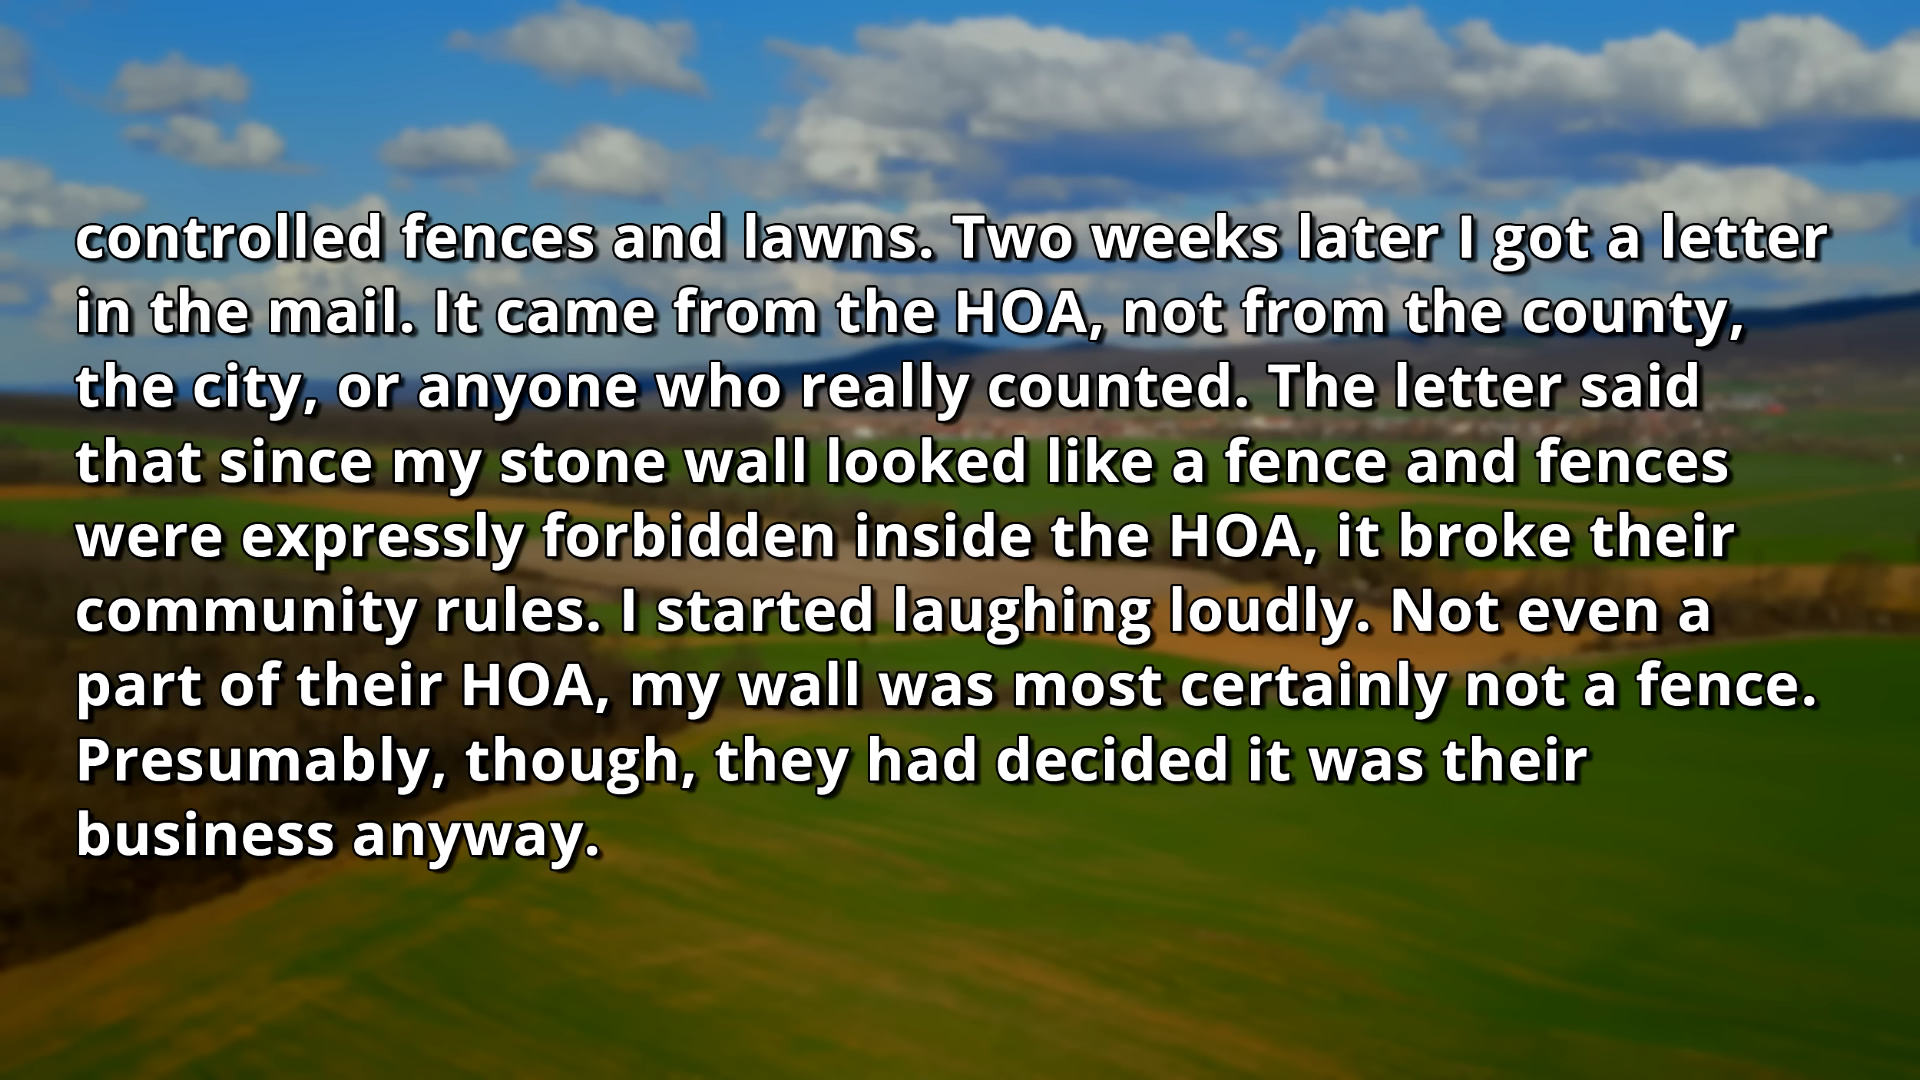 controlled fences and lawns. Two weeks later I got a letter
in the mail. It came from the HOA, not from the county,
the city, or anyone who really counted. The letter said
that since my stone wall looked like a fence and fences
were expressly forbidden inside the HOA, it broke their
community rules. I started laughing loudly. Not even a
part of their HOA, my wall was most certainly not a fence.
Presumably, though, they had decided it was their
business anyway.